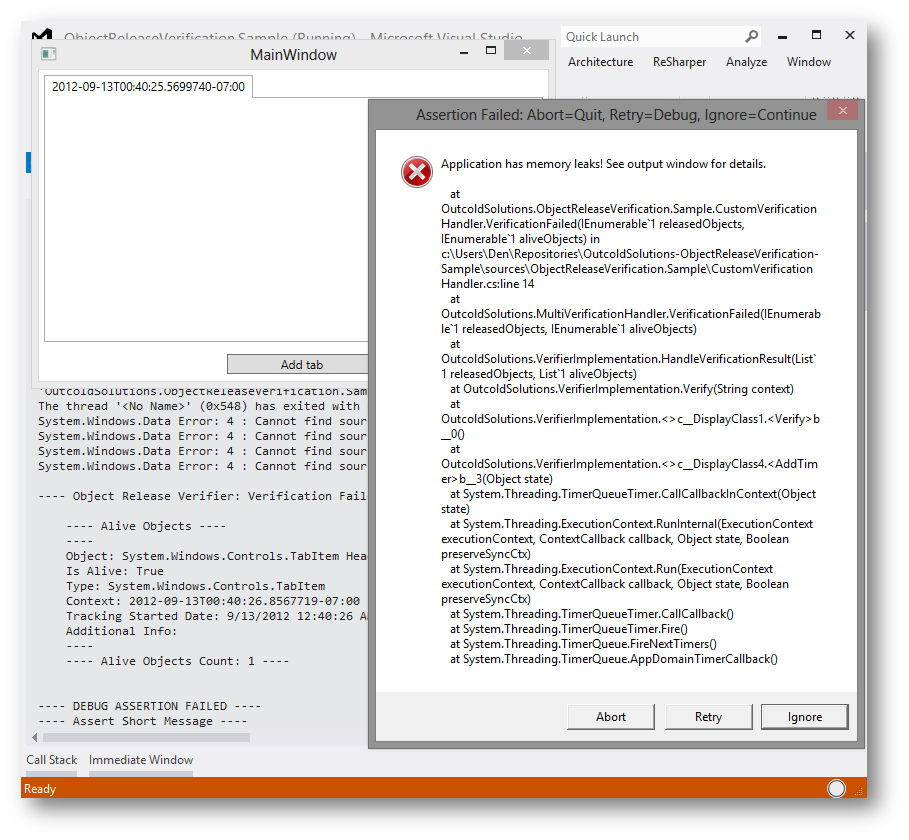 ObjectReleaseVerification.Sample (Running) - Microsoft Visual Studio
Quick Launch
Architecture ReSharper Analyze Window
MainWindow
2012-09-13T00:40:25.5699740-07:00
Add tab
Assertion Failed: Abort=Quit, Retry=Debug, Ignore=Continue
Application has memory leaks! See output window for details.
at
OutcoldSolutions.ObjectReleaseVerification.Sample.CustomVerification
Handler.VerificationFailed(IEnumerable`1 releasedObjects,
IEnumerable`1 aliveObjects) in
c:\Users\Den\Repositories\OutcoldSolutions-ObjectReleaseVerification-
Sample\sources\ObjectReleaseVerification.Sample\CustomVerification
Handler.cs:line 14
at
OutcoldSolutions.MultiVerificationHandler.VerificationFailed(IEnumerab
le`1 releasedObjects, IEnumerable`1 aliveObjects)
at
OutcoldSolutions.VerifierImplementation.HandleVerificationResult(List`
1 releasedObjects, List`1 aliveObjects)
at OutcoldSolutions.VerifierImplementation.Verify(String context)
at
OutcoldSolutions.VerifierImplementation.<>c__DisplayClass1.<Verify>b
__0()
at
OutcoldSolutions.VerifierImplementation.<>c__DisplayClass4.<AddTim
er>b__3(Object state)
at System.Threading.TimerQueueTimer.CallCallbackInContext(Object
state)
at System.Threading.ExecutionContext.RunInternal(ExecutionContext
executionContext, ContextCallback callback, Object state, Boolean
preserveSyncCtx)
at System.Threading.ExecutionContext.Run(ExecutionContext
executionContext, ContextCallback callback, Object state, Boolean
preserveSyncCtx)
at System.Threading.TimerQueueTimer.CallCallback()
at System.Threading.TimerQueueTimer.Fire()
at System.Threading.TimerQueue.FireNextTimers()
at System.Threading.TimerQueue.AppDomainTimerCallback()
Abort Retry Ignore
'OutcoldSolutions.ObjectReleaseVerification.Sam
The thread '<No Name>' (0x548) has exited with
System.Windows.Data Error: 4 : Cannot find sour
System.Windows.Data Error: 4 : Cannot find sour
System.Windows.Data Error: 4 : Cannot find sour
System.Windows.Data Error: 4 : Cannot find sour
---- Object Release Verifier: Verification Fail
---- Alive Objects ----
----
Object: System.Windows.Controls.TabItem Hea
Is Alive: True
Type: System.Windows.Controls.TabItem
Context: 2012-09-13T00:40:26.8567719-07:00
Tracking Started Date: 9/13/2012 12:40:26 A
Additional Info:
----
---- Alive Objects Count: 1 ----
---- DEBUG ASSERTION FAILED ----
---- Assert Short Message ----
Call Stack Immediate Window
Ready